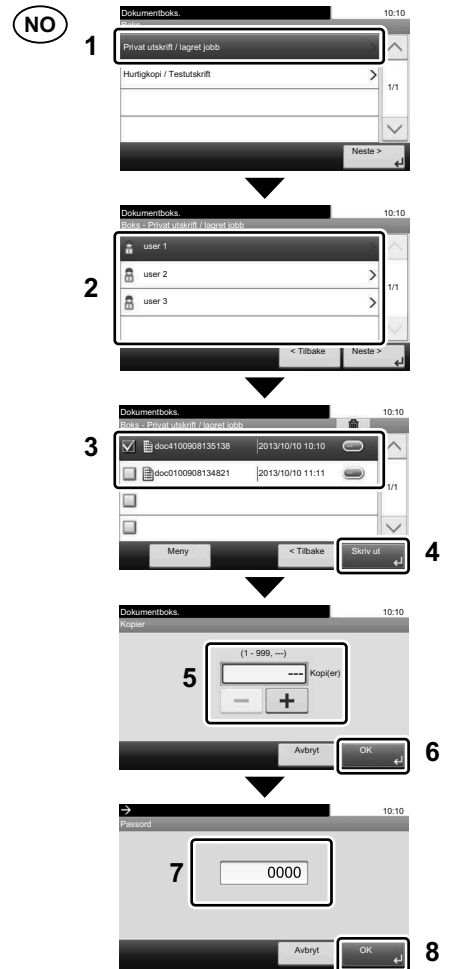 NO
1
Dokumentboks. 10:10
Boks
Privat utskrift / lagret jobb
Hurtigkopi / Testutskrift
1/1
Neste >
2
Dokumentboks. 10:10
Boks - Privat utskrift / lagret jobb
user 1
user 2
1/1
user 3
< Tilbake Neste >
3
Dokumentboks. 10:10
Boks - Privat utskrift / lagret jobb
doc4100908135138 2013/10/10 10:10 ...
doc0100908134821 2013/10/10 11:11 ...
1/1
Meny < Tilbake Skriv ut 4
Dokumentboks. 10:10
Kopier
(1 - 999, ---)
5 --- Kopi(er)
− +
Avbryt OK 6
→ 10:10
Passord
7 0000
Avbryt OK 8